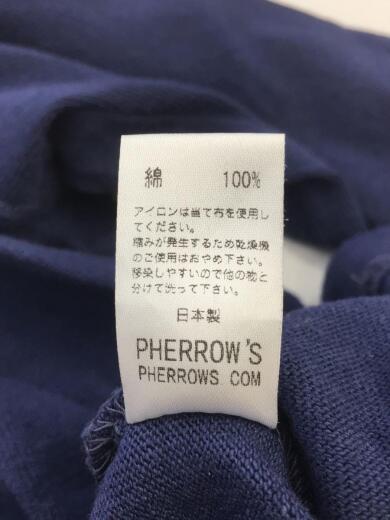 綿 100%
アイロンは当て布を使用し
てください。
縮みが発生するため乾燥機
のご使用はおやめ下さい。
移染しやすいので他の物と
分けて洗って下さい。
日本製
PHERROW'S
PHERROWS COM